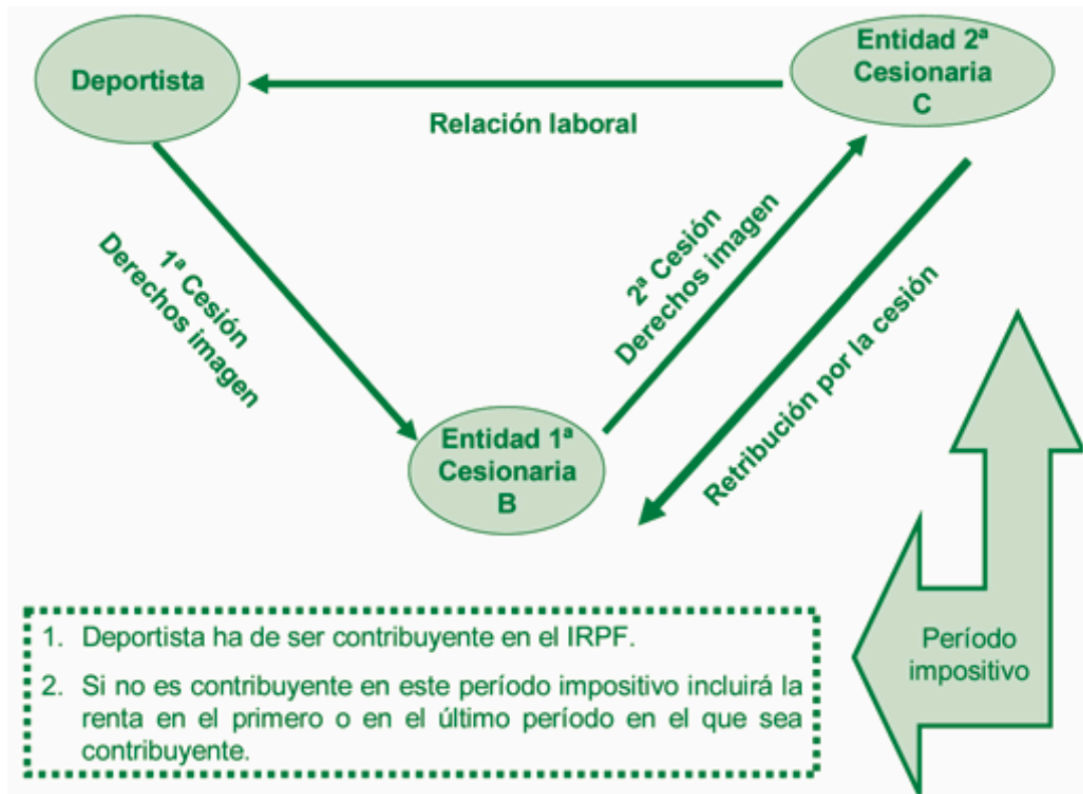 Deportista
Entidad 2ª
Cesionaria
C
Relación laboral
1ª Cesión
Derechos imagen
2ª Cesión
Derechos imagen
Retribución por la cesión
Entidad 1ª
Cesionaria
B
1. Deportista ha de ser contribuyente en el IRPF.
2. Si no es contribuyente en este período impositivo incluirá la
renta en el primero o en el último período en el que sea
contribuyente.
Período
impositivo